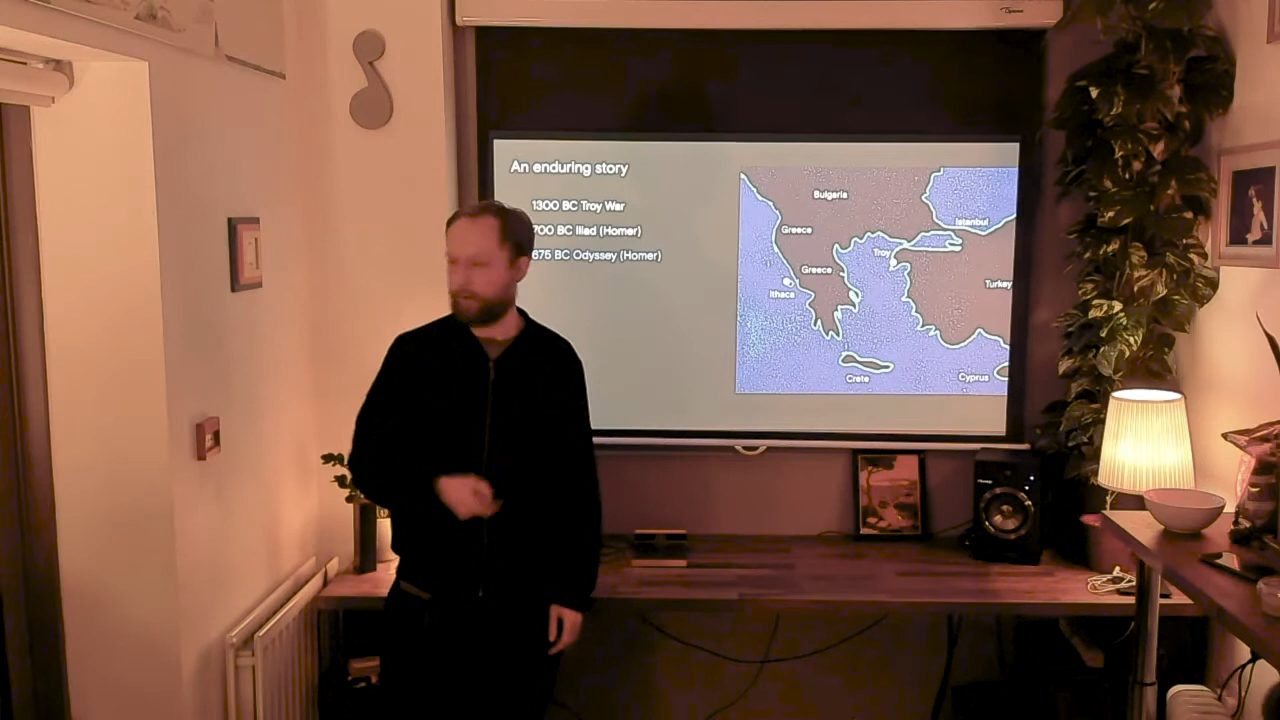 An enduring story
1300 BC Troy War
700 BC Iliad (Homer)
675 BC Odyssey (Homer)
Bulgaria
Istanbul
Greece
Troy
Greece
Turkey
Ithaca
Crete
Cyprus